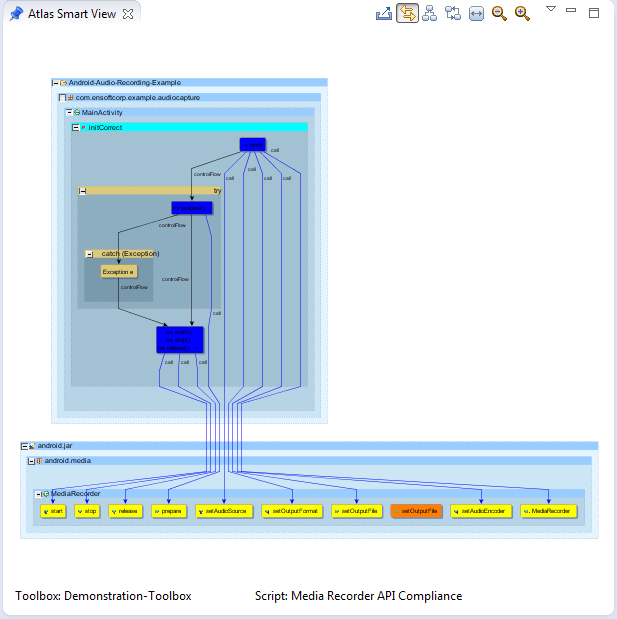 Atlas Smart View
Android-Audio-Recording-Example
com.ensoftcorp.example.audiocapture
MainActivity
initCorrect
call
controlFlow
call
call
call
call
try
controlFlow
catch (Exception)
Exception e
controlFlow
controlFlow
call
call
call
call
android.jar
android.media
MediaRecorder
start
stop
release
prepare
setAudioSource
setOutputFormat
setOutputFile
setOutputFile
setAudioEncoder
MediaRecorder
Toolbox: Demonstration-Toolbox
Script: Media Recorder API Compliance